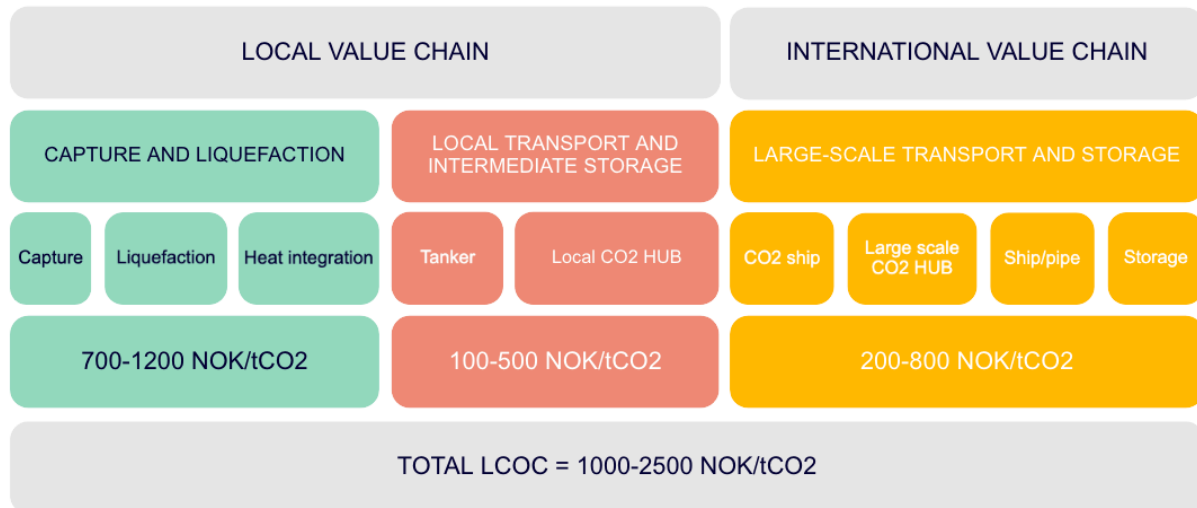 LOCAL VALUE CHAIN
INTERNATIONAL VALUE CHAIN
CAPTURE AND LIQUEFACTION
LOCAL TRANSPORT AND
INTERMEDIATE STORAGE
LARGE-SCALE TRANSPORT AND STORAGE
Capture
Liquefaction
Heat integration
Tanker
Local CO2 HUB
CO2 ship
Large scale
CO2 HUB
Ship/pipe
Storage
700-1200 NOK/tCO2
100-500 NOK/tCO2
200-800 NOK/tCO2
TOTAL LCOC = 1000-2500 NOK/tCO2